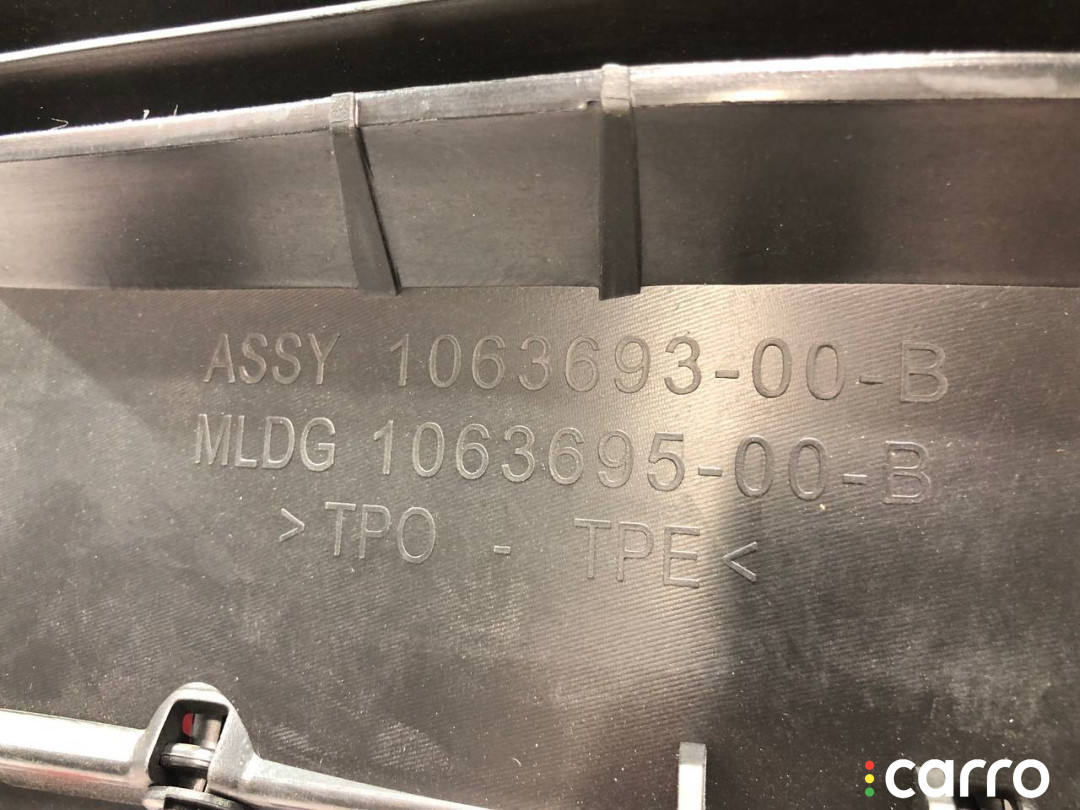 ASSY 1063693-00-B
MLDG 1063695-00-B
>TPO - TPE<
carro